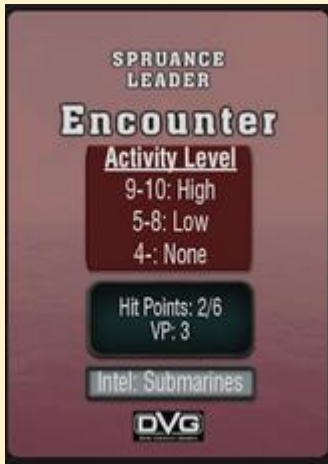 SPRUANCE
LEADER
Encounter
Activity Level
9-10: High
5-8: Low
4-: None
Hit Points: 2/6
VP: 3
Intel: Submarines
DVG